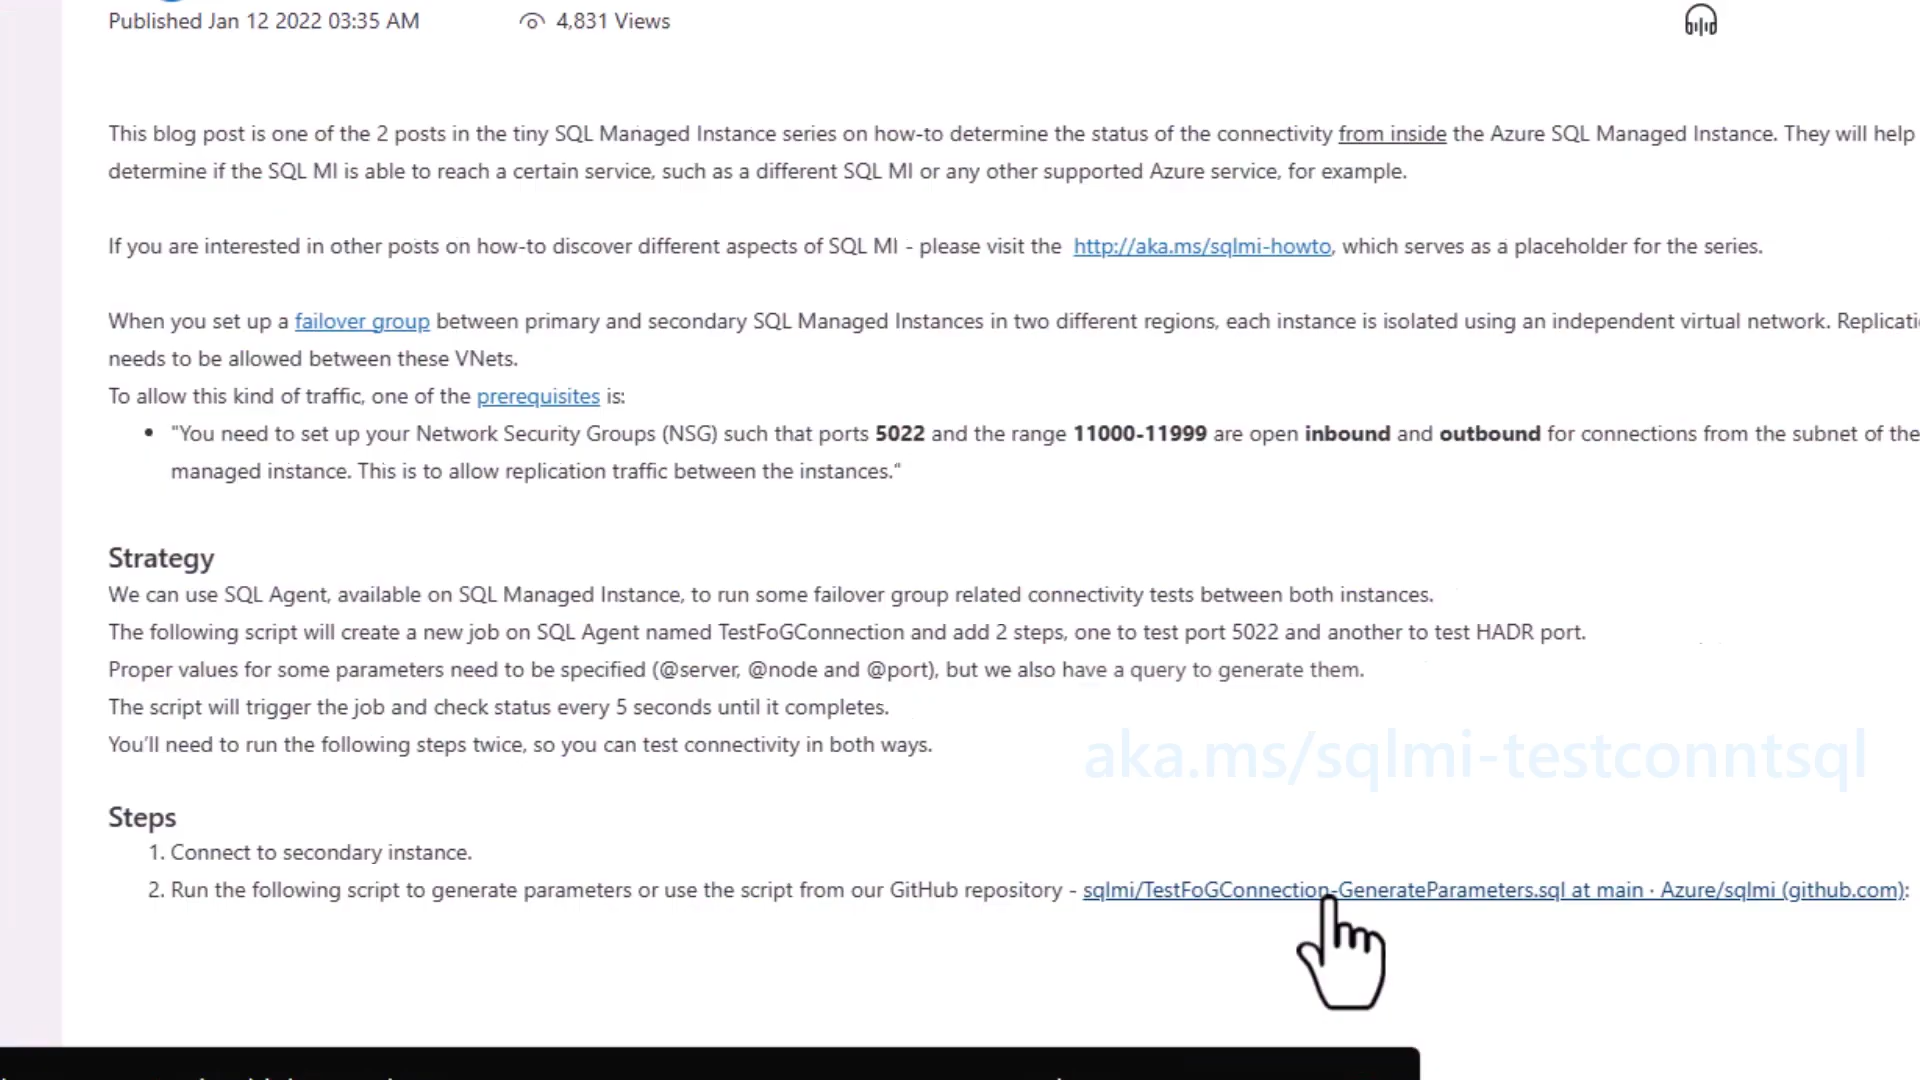 Published Jan 12 2022 03:35 AM 4,831 Views
This blog post is one of the 2 posts in the tiny SQL Managed Instance series on how-to determine the status of the connectivity from inside the Azure SQL Managed Instance. They will help
determine if the SQL MI is able to reach a certain service, such as a different SQL MI or any other supported Azure service, for example.
If you are interested in other posts on how-to discover different aspects of SQL MI - please visit the http://aka.ms/sqlmi-howto, which serves as a placeholder for the series.
When you set up a failover group between primary and secondary SQL Managed Instances in two different regions, each instance is isolated using an independent virtual network. Replicati
needs to be allowed between these VNets.
To allow this kind of traffic, one of the prerequisites is:
• "You need to set up your Network Security Groups (NSG) such that ports 5022 and the range 11000-11999 are open inbound and outbound for connections from the subnet of the
managed instance. This is to allow replication traffic between the instances."
Strategy
We can use SQL Agent, available on SQL Managed Instance, to run some failover group related connectivity tests between both instances.
The following script will create a new job on SQL Agent named TestFoGConnection and add 2 steps, one to test port 5022 and another to test HADR port.
Proper values for some parameters need to be specified (@server, @node and @port), but we also have a query to generate them.
The script will trigger the job and check status every 5 seconds until it completes.
You'll need to run the following steps twice, so you can test connectivity in both ways.
aka.ms/sqlmi-testconntsql
Steps
1. Connect to secondary instance.
2. Run the following script to generate parameters or use the script from our GitHub repository - sqlmi/TestFoGConnection-GenerateParameters.sql at main · Azure/sqlmi (github.com):